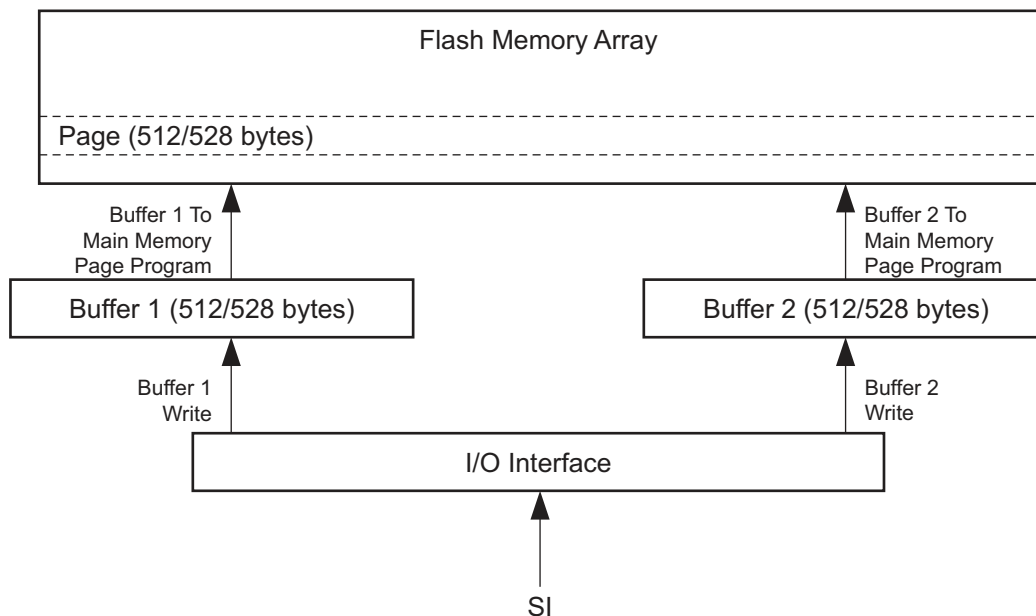 Flash Memory Array
Page (512/528 bytes)
Buffer 1 To
Main Memory
Page Program
Buffer 2 To
Main Memory
Page Program
Buffer 1 (512/528 bytes)
Buffer 2 (512/528 bytes)
Buffer 1
Write
Buffer 2
Write
I/O Interface
SI